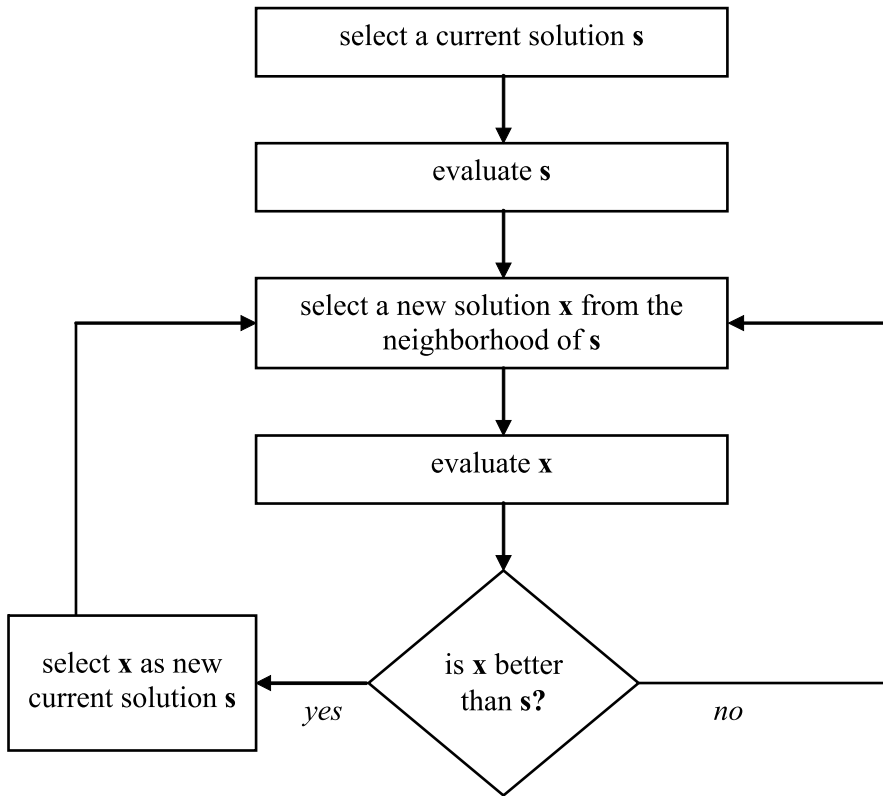 select a current solution s
evaluate s
select a new solution x from the
neighborhood of s
evaluate x
is x better
than s?
select x as new
current solution s
yes
no